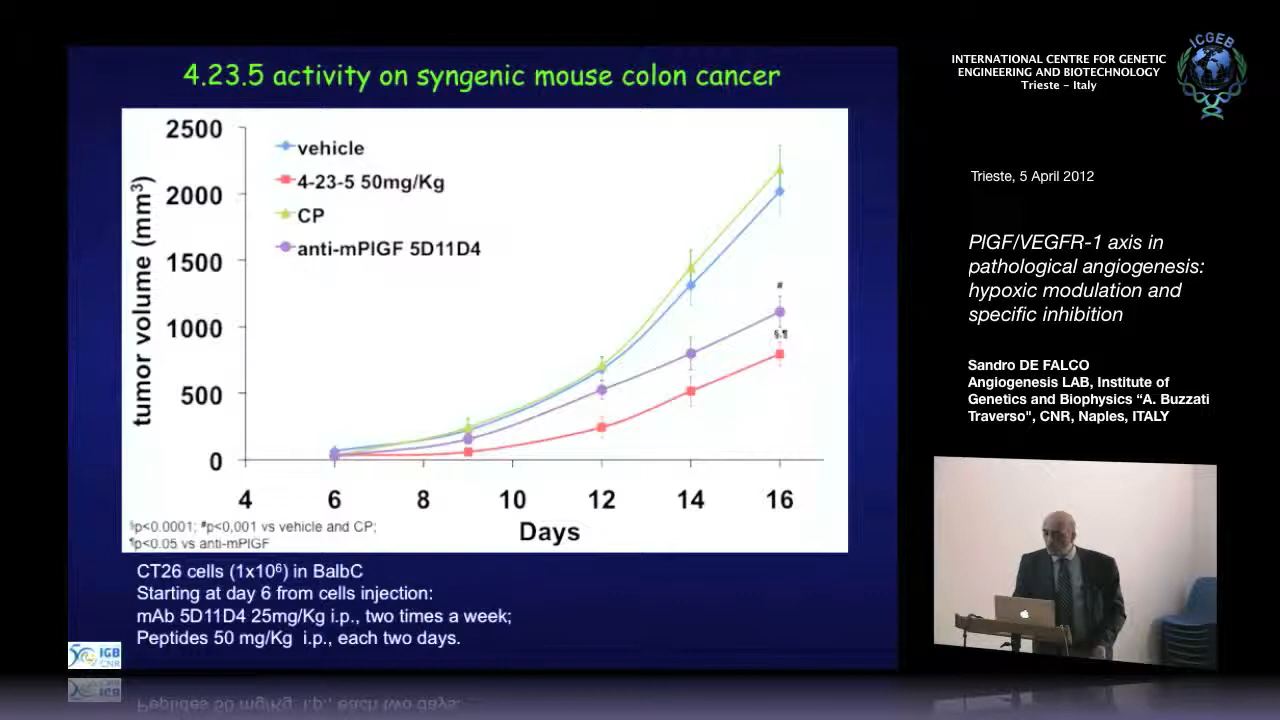 4.23.5 activity on syngenic mouse colon cancer
2500
2000
1500
1000
500
0
tumor volume (mm³)
vehicle
4-23-5 50mg/Kg
CP
anti-mPlGF 5D11D4
#
§,¶
4 6 8 10 12 14 16
Days
§p<0.0001; #p<0,001 vs vehicle and CP;
¶p<0.05 vs anti-mPlGF
CT26 cells (1x10⁶) in BalbC
Starting at day 6 from cells injection:
mAb 5D11D4 25mg/Kg i.p., two times a week;
Peptides 50 mg/Kg i.p., each two days.
IGB
CNR
INTERNATIONAL CENTRE FOR GENETIC
ENGINEERING AND BIOTECHNOLOGY
Trieste - Italy
ICGEB
Trieste, 5 April 2012
PlGF/VEGFR-1 axis in
pathological angiogenesis:
hypoxic modulation and
specific inhibition
Sandro DE FALCO
Angiogenesis LAB, Institute of
Genetics and Biophysics “A. Buzzati
Traverso", CNR, Naples, ITALY